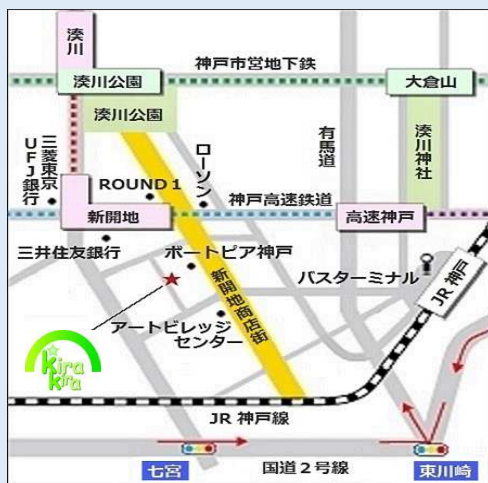 湊川
神戸市営地下鉄
湊川公園
大倉山
湊川公園
三菱東京
UFJ銀行
ROUND1
ローソン
有馬道
湊川神社
新開地
神戸高速鉄道
高速神戸
三井住友銀行
ポートピア神戸
新開地商店街
バスターミナル
JR 神戸
アートビレッジ
センター
kira
kira
JR 神戸線
七宮
国道2号線
東川崎